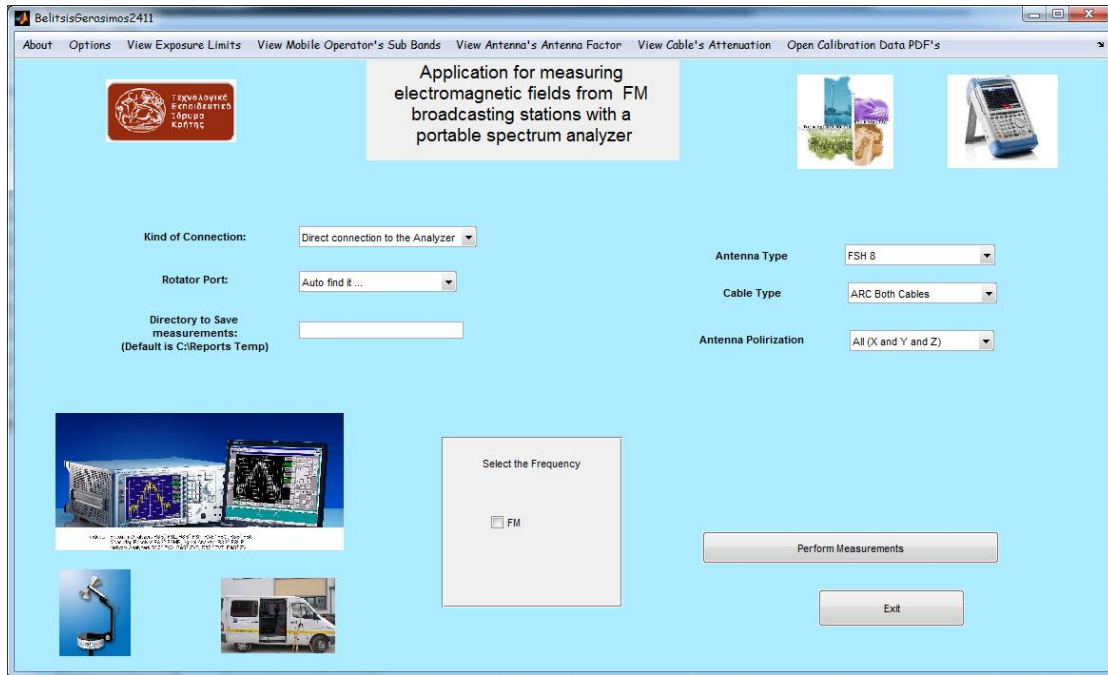 BelitsisGerasimos2411
About Options View Exposure Limits View Mobile Operator's Sub Bands View Antenna's Antenna Factor View Cable's Attenuation Open Calibration Data PDF's
Τεχνολογικό
Εκπαιδευτικό
Ίδρυμα
Κρήτης
Application for measuring
electromagnetic fields from FM
broadcasting stations with a
portable spectrum analyzer
Kind of Connection:
Direct connection to the Analyzer
Rotator Port:
Auto find it ...
Directory to Save
measurements:
(Default is C:\Reports Temp)
Antenna Type
FSH 8
Cable Type
ARC Both Cables
Antenna Polirization
All (X and Y and Z)
Select the Frequency
FM
Perform Measurements
Exit